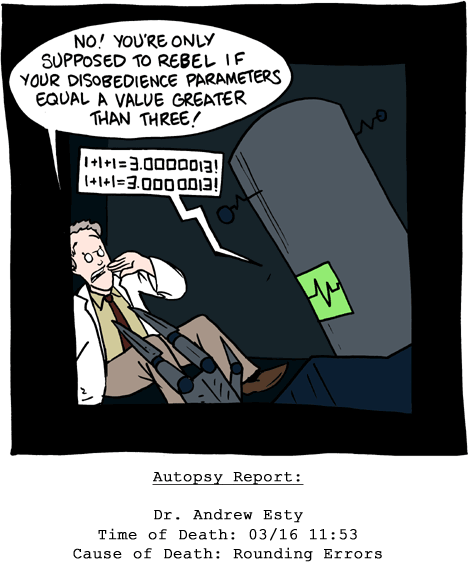 NO! YOU'RE ONLY
SUPPOSED TO REBEL IF
YOUR DISOBEDIENCE PARAMETERS
EQUAL A VALUE GREATER
THAN THREE!
1+1+1=3.0000013!
1+1+1=3.0000013!
Autopsy Report:
Dr. Andrew Esty
Time of Death: 03/16 11:53
Cause of Death: Rounding Errors